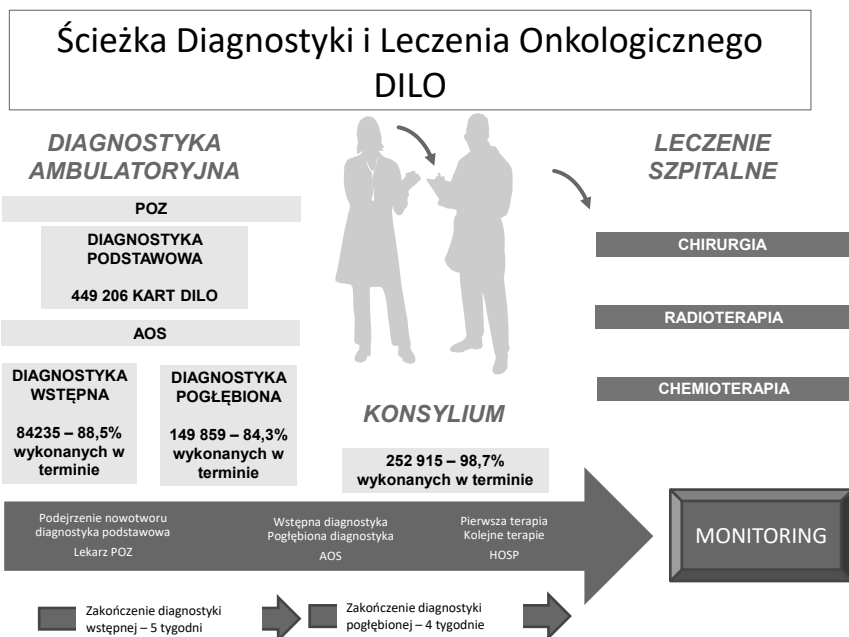 Ścieżka Diagnostyki i Leczenia Onkologicznego
DILO
DIAGNOSTYKA
AMBULATORYJNA
POZ
DIAGNOSTYKA
PODSTAWOWA
449 206 KART DILO
AOS
DIAGNOSTYKA
WSTĘPNA
84235 – 88,5%
wykonanych w
terminie
DIAGNOSTYKA
POGŁĘBIONA
149 859 – 84,3%
wykonanych w
terminie
KONSYLIUM
252 915 – 98,7%
wykonanych w terminie
LECZENIE
SZPITALNE
CHIRURGIA
RADIOTERAPIA
CHEMIOTERAPIA
Podejrzenie nowotworu
diagnostyka podstawowa
Lekarz POZ
Wstępna diagnostyka
Pogłębiona diagnostyka
AOS
Pierwsza terapia
Kolejne terapie
HOSP
MONITORING
Zakończenie diagnostyki
wstępnej – 5 tygodni
Zakończenie diagnostyki
pogłębionej – 4 tygodnie